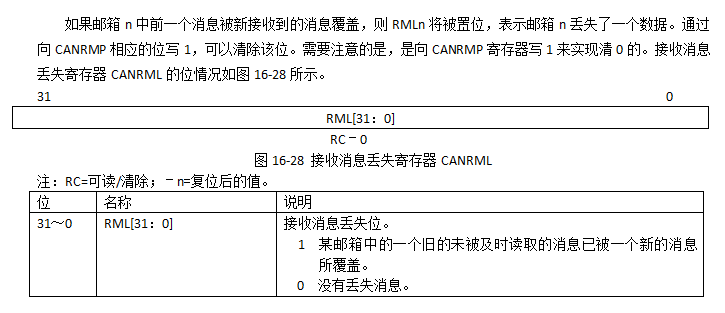 如果邮箱 n 中前一个消息被新接收到的消息覆盖，则 RMLn 将被置位，表示邮箱 n 丢失了一个数据。通过
向 CANRMP 相应的位写 1，可以清除该位。需要注意的是，是向 CANRMP 寄存器写 1 来实现清 0 的。接收消息
丢失寄存器 CANRML 的位情况如图 16-28 所示。
31 0
RML[31：0]
RC－0
图 16-28 接收消息丢失寄存器 CANRML
注：RC=可读/清除；－n=复位后的值。
位 名称 说明
31～0 RML[31：0] 接收消息丢失位。
1 某邮箱中的一个旧的未被及时读取的消息已被一个新的消息
所覆盖。
0 没有丢失消息。